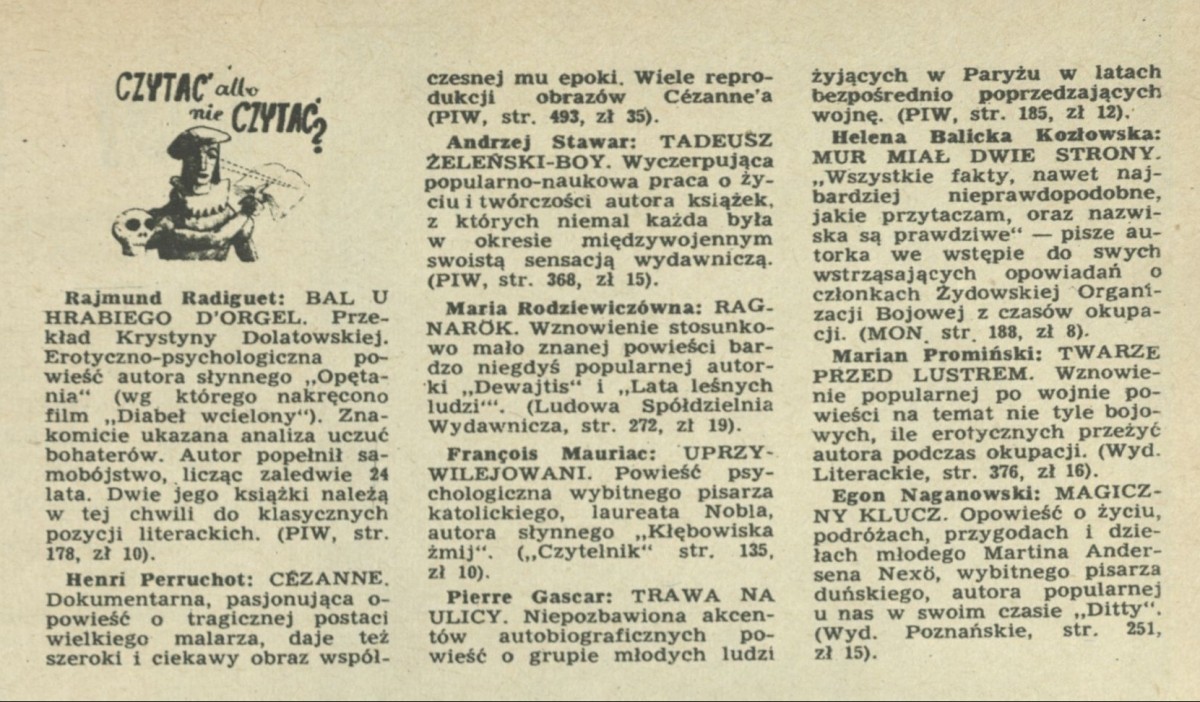 CZYTAĆ albo
nie CZYTAĆ?
Rajmund Radiguet: BAL U
HRABIEGO D'ORGEL. Prze-
kład Krystyny Dolatowskiej.
Erotyczno-psychologiczna po-
wieść autora słynnego „Opęta-
nia“ (wg którego nakręcono
film „Diabeł wcielony“). Zna-
komicie ukazana analiza uczuć
bohaterów. Autor popełnił sa-
mobójstwo, licząc zaledwie 24
lata. Dwie jego książki należą
w tej chwili do klasycznych
pozycji literackich. (PIW, str.
178, zł 10).
Henri Perruchot: CÉZANNE.
Dokumentarna, pasjonująca o-
powieść o tragicznej postaci
wielkiego malarza, daje też
szeroki i ciekawy obraz współ-
czesnej mu epoki. Wiele repro-
dukcji obrazów Cézanne'a
(PIW, str. 493, zł 35).
Andrzej Stawar: TADEUSZ
ŻELEŃSKI-BOY. Wyczerpująca
popularno-naukowa praca o ży-
ciu i twórczości autora książek,
z których niemal każda była
w okresie międzywojennym
swoistą sensacją wydawniczą.
(PIW, str. 368, zł 15).
Maria Rodziewiczówna: RAG-
NARÖK. Wznowienie stosunko-
wo mało znanej powieści bar-
dzo niegdyś popularnej autor-
ki „Dewajtis“ i „Lata leśnych
ludzi“'. (Ludowa Spółdzielnia
Wydawnicza, str. 272, zł 19).
François Mauriac: UPRZY-
WILEJOWANI. Powieść psy-
chologiczna wybitnego pisarza
katolickiego, laureata Nobla,
autora słynnego „Kłębowiska
żmij“. („Czytelnik“ str. 135,
zł 10).
Pierre Gascar: TRAWA NA
ULICY. Niepozbawiona akcen-
tów autobiograficznych po-
wieść o grupie młodych ludzi
żyjących w Paryżu w latach
bezpośrednio poprzedzających
wojnę. (PIW, str. 185, zł 12).
Helena Balicka Kozłowska:
MUR MIAŁ DWIE STRONY.
„Wszystkie fakty, nawet naj-
bardziej nieprawdopodobne,
jakie przytaczam, oraz nazwi-
ska są prawdziwe“ — pisze au-
torka we wstępie do swych
wstrząsających opowiadań o
członkach Żydowskiej Organi-
zacji Bojowej z czasów okupa-
cji. (MON. str. 188, zł 8).
Marian Promiński: TWARZE
PRZED LUSTREM. Wznowie-
nie popularnej po wojnie po-
wieści na temat nie tyle bojo-
wych, ile erotycznych przeżyć
autora podczas okupacji. (Wyd.
Literackie, str. 376, zł 16).
Egon Naganowski: MAGICZ-
NY KLUCZ. Opowieść o życiu,
podróżach, przygodach i dzie-
łach młodego Martina Ander-
sena Nexö, wybitnego pisarza
duńskiego, autora popularnej
u nas w swoim czasie „Ditty“.
(Wyd. Poznańskie, str. 251,
zł 15).